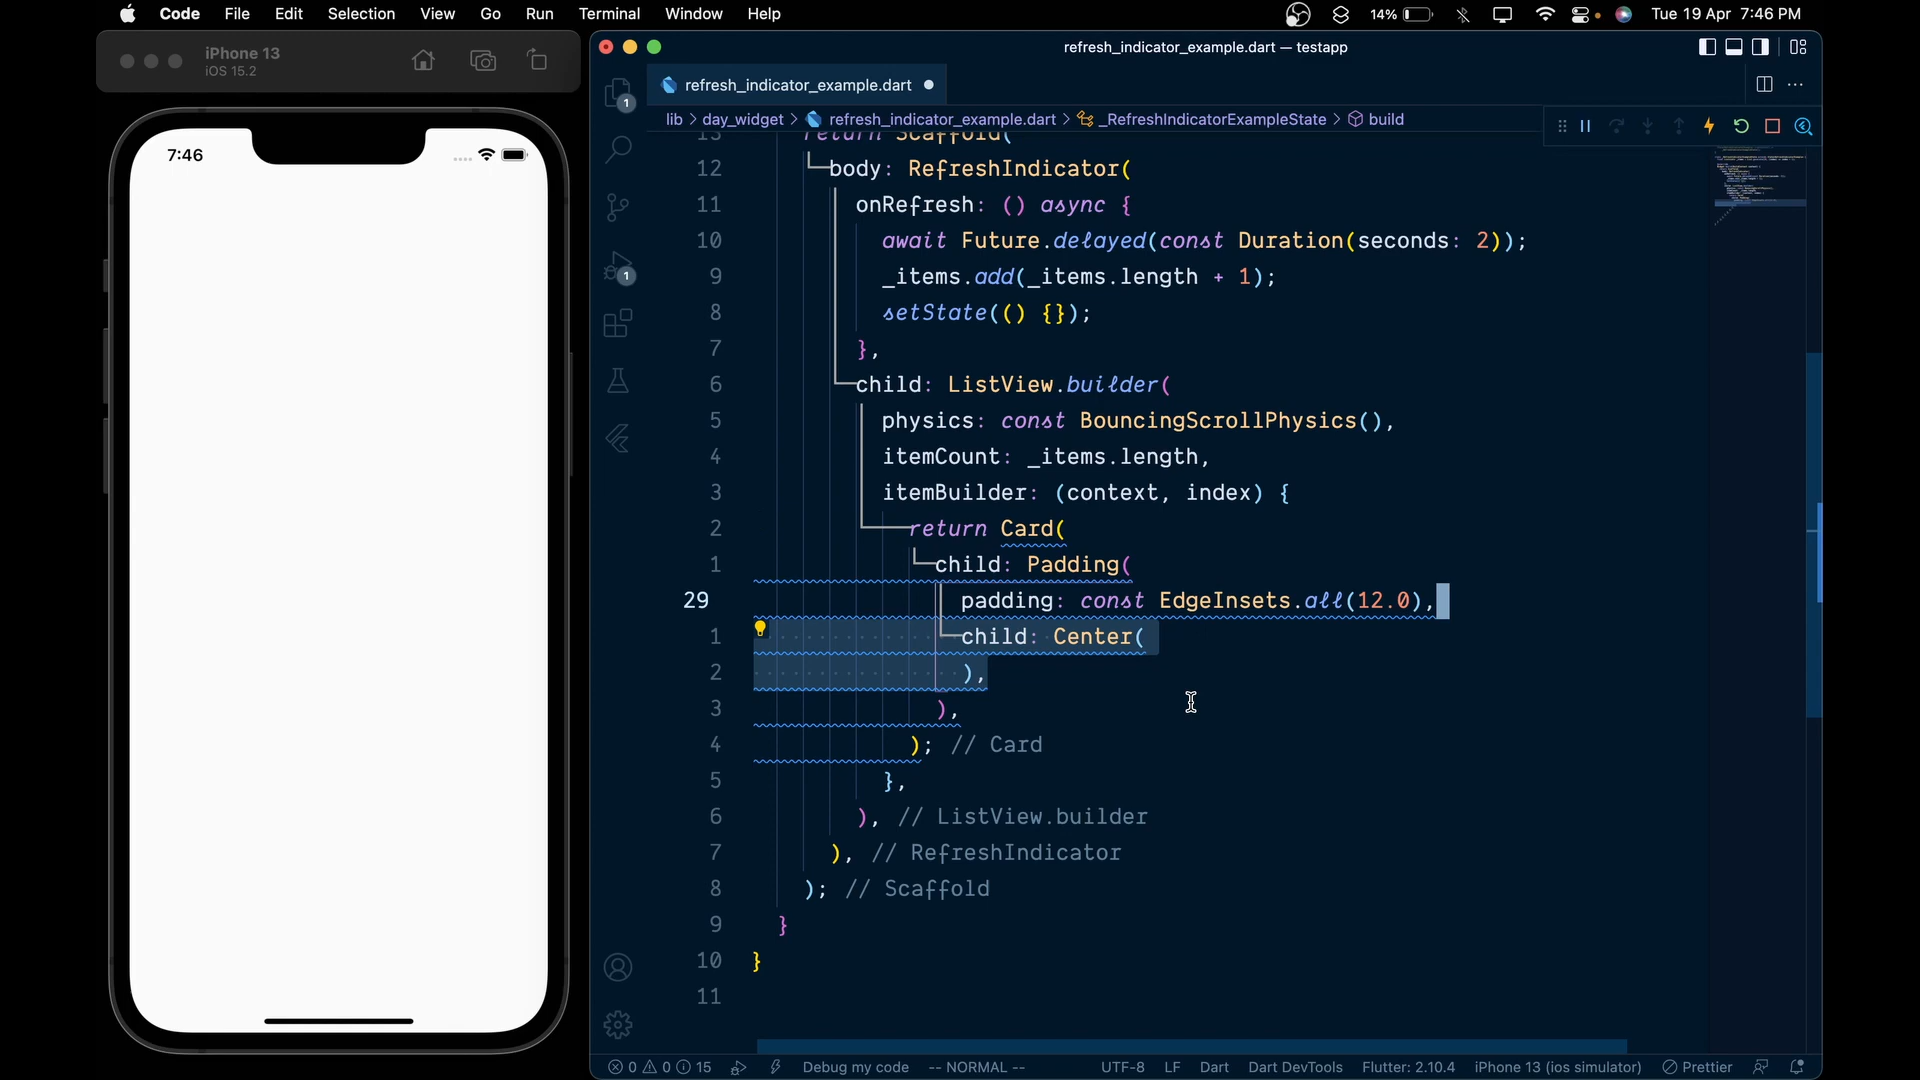 Code File Edit Selection View Go Run Terminal Window Help
14% Tue 19 Apr 7:46 PM
iPhone 13
iOS 15.2
7:46
refresh_indicator_example.dart — testapp
refresh_indicator_example.dart
lib > day_widget > refresh_indicator_example.dart > _RefreshIndicatorExampleState > build
13 return Scaffold(
12 body: RefreshIndicator(
11 onRefresh: () async {
10 await Future.delayed(const Duration(seconds: 2));
9 _items.add(_items.length + 1);
8 setState(() {});
7 },
6 child: ListView.builder(
5 physics: const BouncingScrollPhysics(),
4 itemCount: _items.length,
3 itemBuilder: (context, index) {
2 return Card(
1 child: Padding(
29 padding: const EdgeInsets.all(12.0),
1 child: Center(
2 ),
3 ),
4 ); // Card
5 },
6 ), // ListView.builder
7 ), // RefreshIndicator
8 ); // Scaffold
9 }
10 }
11
1
1
0 0 15 Debug my code -- NORMAL -- UTF-8 LF Dart Dart DevTools Flutter: 2.10.4 iPhone 13 (ios simulator) Prettier